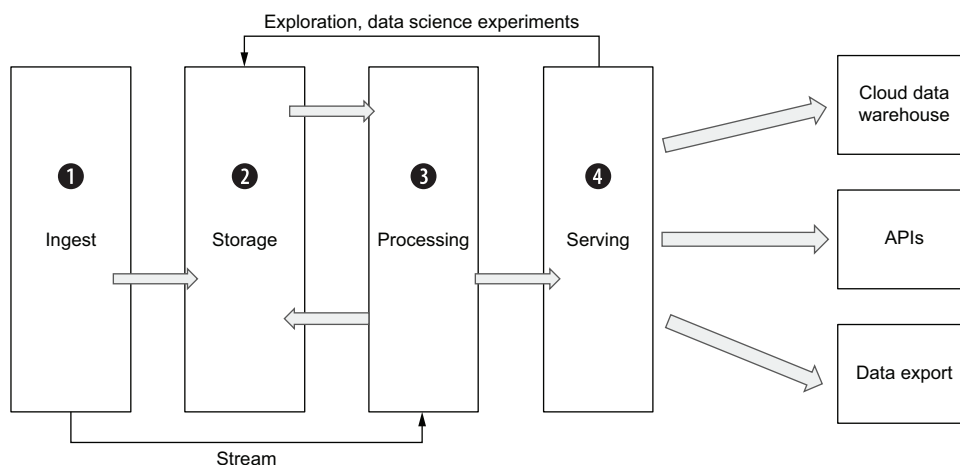 Exploration, data science experiments
1
Ingest
2
Storage
3
Processing
4
Serving
Cloud data
warehouse
APIs
Data export
Stream